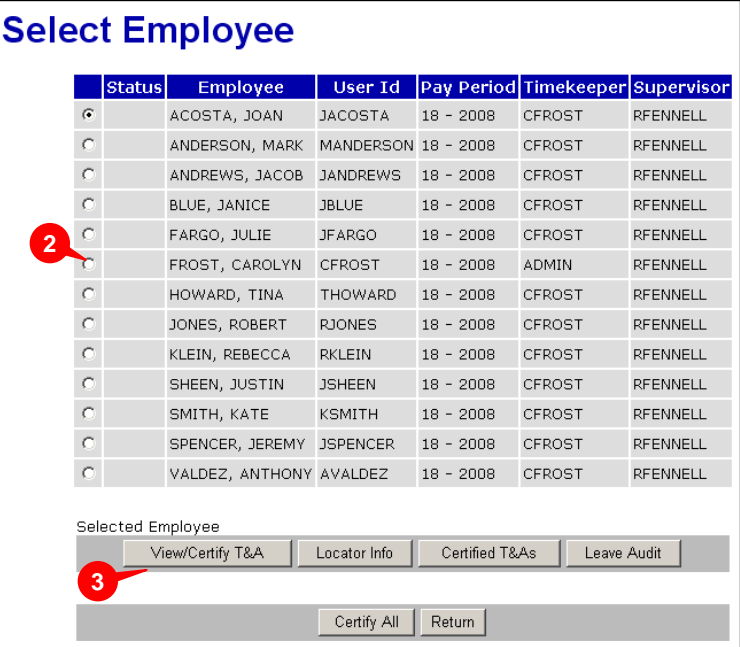 Select Employee
Status Employee User Id Pay Period Timekeeper Supervisor
ACOSTA, JOAN JACOSTA 18 - 2008 CFROST RFENNELL
ANDERSON, MARK MANDERSON 18 - 2008 CFROST RFENNELL
ANDREWS, JACOB JANDREWS 18 - 2008 CFROST RFENNELL
BLUE, JANICE JBLUE 18 - 2008 CFROST RFENNELL
FARGO, JULIE JFARGO 18 - 2008 CFROST RFENNELL
2
FROST, CAROLYN CFROST 18 - 2008 ADMIN RFENNELL
HOWARD, TINA THOWARD 18 - 2008 CFROST RFENNELL
JONES, ROBERT RJONES 18 - 2008 CFROST RFENNELL
KLEIN, REBECCA RKLEIN 18 - 2008 CFROST RFENNELL
SHEEN, JUSTIN JSHEEN 18 - 2008 CFROST RFENNELL
SMITH, KATE KSMITH 18 - 2008 CFROST RFENNELL
SPENCER, JEREMY JSPENCER 18 - 2008 CFROST RFENNELL
VALDEZ, ANTHONY AVALDEZ 18 - 2008 CFROST RFENNELL
Selected Employee
View/Certify T&A Locator Info Certified T&As Leave Audit
3
Certify All Return